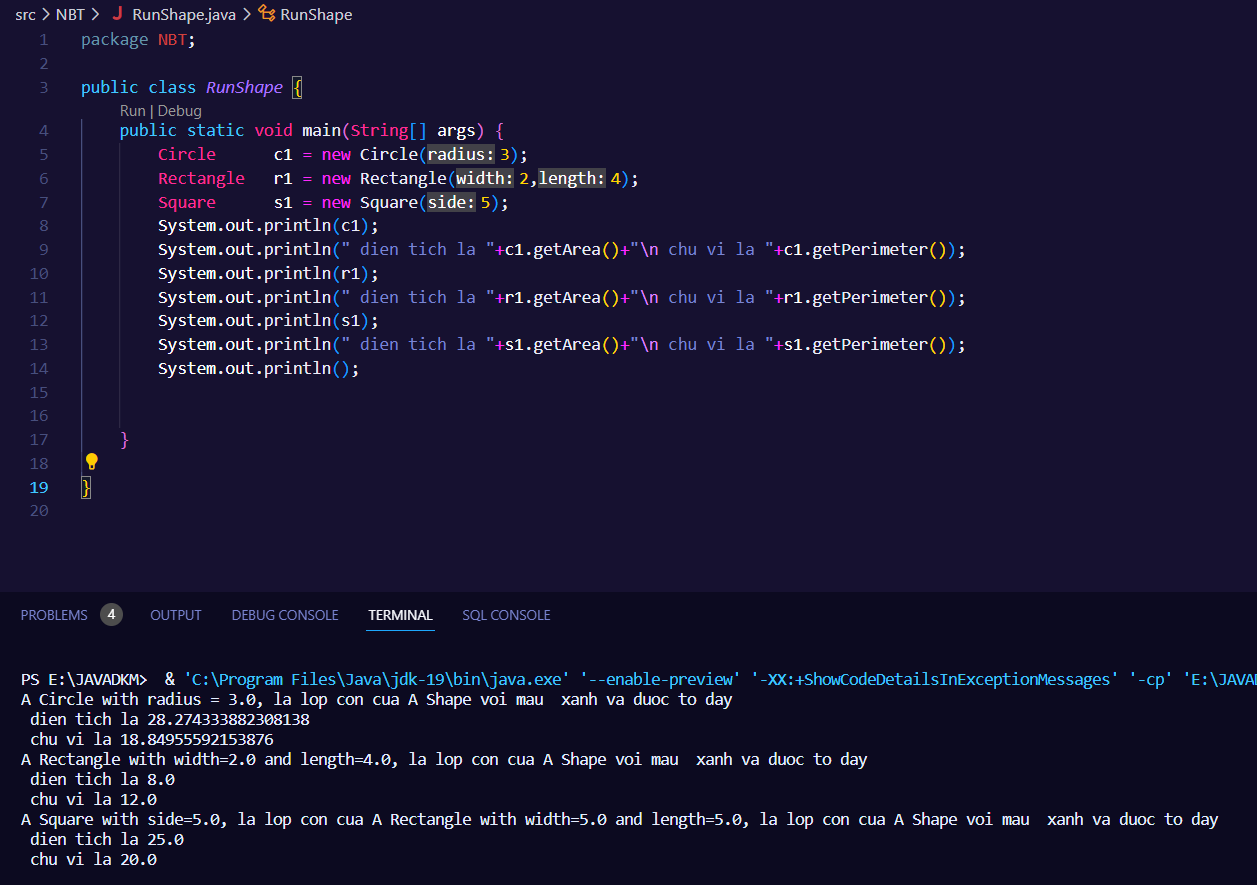 src > NBT > J RunShape.java > RunShape
1 package NBT;
2
3 public class RunShape {
Run | Debug
4 public static void main(String[] args) {
5 Circle c1 = new Circle(radius: 3);
6 Rectangle r1 = new Rectangle(width: 2,length: 4);
7 Square s1 = new Square(side: 5);
8 System.out.println(c1);
9 System.out.println(" dien tich la "+c1.getArea()+"\n chu vi la "+c1.getPerimeter());
10 System.out.println(r1);
11 System.out.println(" dien tich la "+r1.getArea()+"\n chu vi la "+r1.getPerimeter());
12 System.out.println(s1);
13 System.out.println(" dien tich la "+s1.getArea()+"\n chu vi la "+s1.getPerimeter());
14 System.out.println();
15
16
17 }
18
19 }
20
PROBLEMS 4 OUTPUT DEBUG CONSOLE TERMINAL SQL CONSOLE
PS E:\JAVADKM> & 'C:\Program Files\Java\jdk-19\bin\java.exe' '--enable-preview' '-XX:+ShowCodeDetailsInExceptionMessages' '-cp' 'E:\JAVAD
A Circle with radius = 3.0, la lop con cua A Shape voi mau  xanh va duoc to day
 dien tich la 28.274333882308138
 chu vi la 18.84955592153876
A Rectangle with width=2.0 and length=4.0, la lop con cua A Shape voi mau  xanh va duoc to day
 dien tich la 8.0
 chu vi la 12.0
A Square with side=5.0, la lop con cua A Rectangle with width=5.0 and length=5.0, la lop con cua A Shape voi mau  xanh va duoc to day
 dien tich la 25.0
 chu vi la 20.0